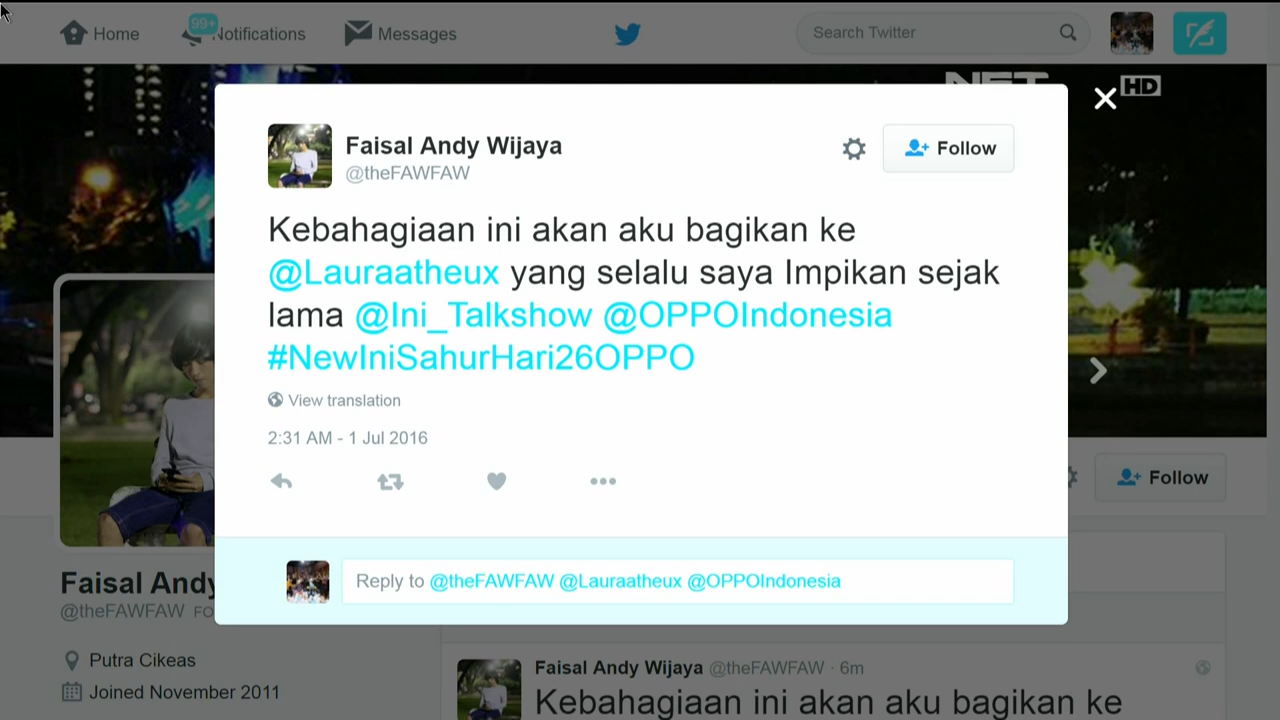 Home
99+
Notifications
Messages
Search Twitter
HD
Faisal Andy Wijaya
@theFAWFAW
Follow
Kebahagiaan ini akan aku bagikan ke
@Lauraatheux yang selalu saya Impikan sejak
lama @Ini_Talkshow @OPPOIndonesia
#NewIniSahurHari26OPPO
View translation
2:31 AM - 1 Jul 2016
Follow
Reply to @theFAWFAW @Lauraatheux @OPPOIndonesia
Faisal Andy
@theFAWFAW FO
Putra Cikeas
Joined November 2011
Faisal Andy Wijaya @theFAWFAW · 6m
Kebahagiaan ini akan aku bagikan ke